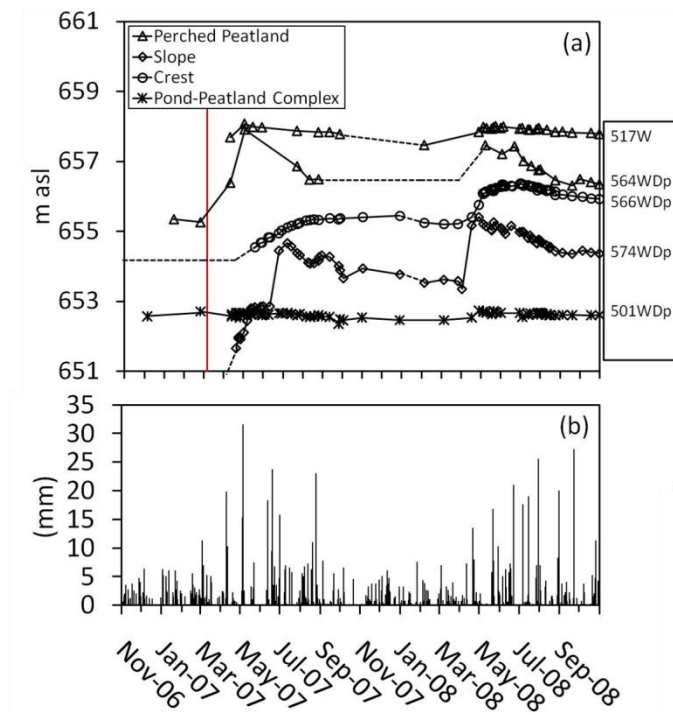 661
659
657
655
653
651
m asl
Perched Peatland
Slope
Crest
Pond-Peatland Complex
(a)
517W
564WDp
566WDp
574WDp
501WDp
35
30
25
20
15
10
5
0
(mm)
(b)
Nov-06
Jan-07
Mar-07
May-07
Jul-07
Sep-07
Nov-07
Jan-08
Mar-08
May-08
Jul-08
Sep-08